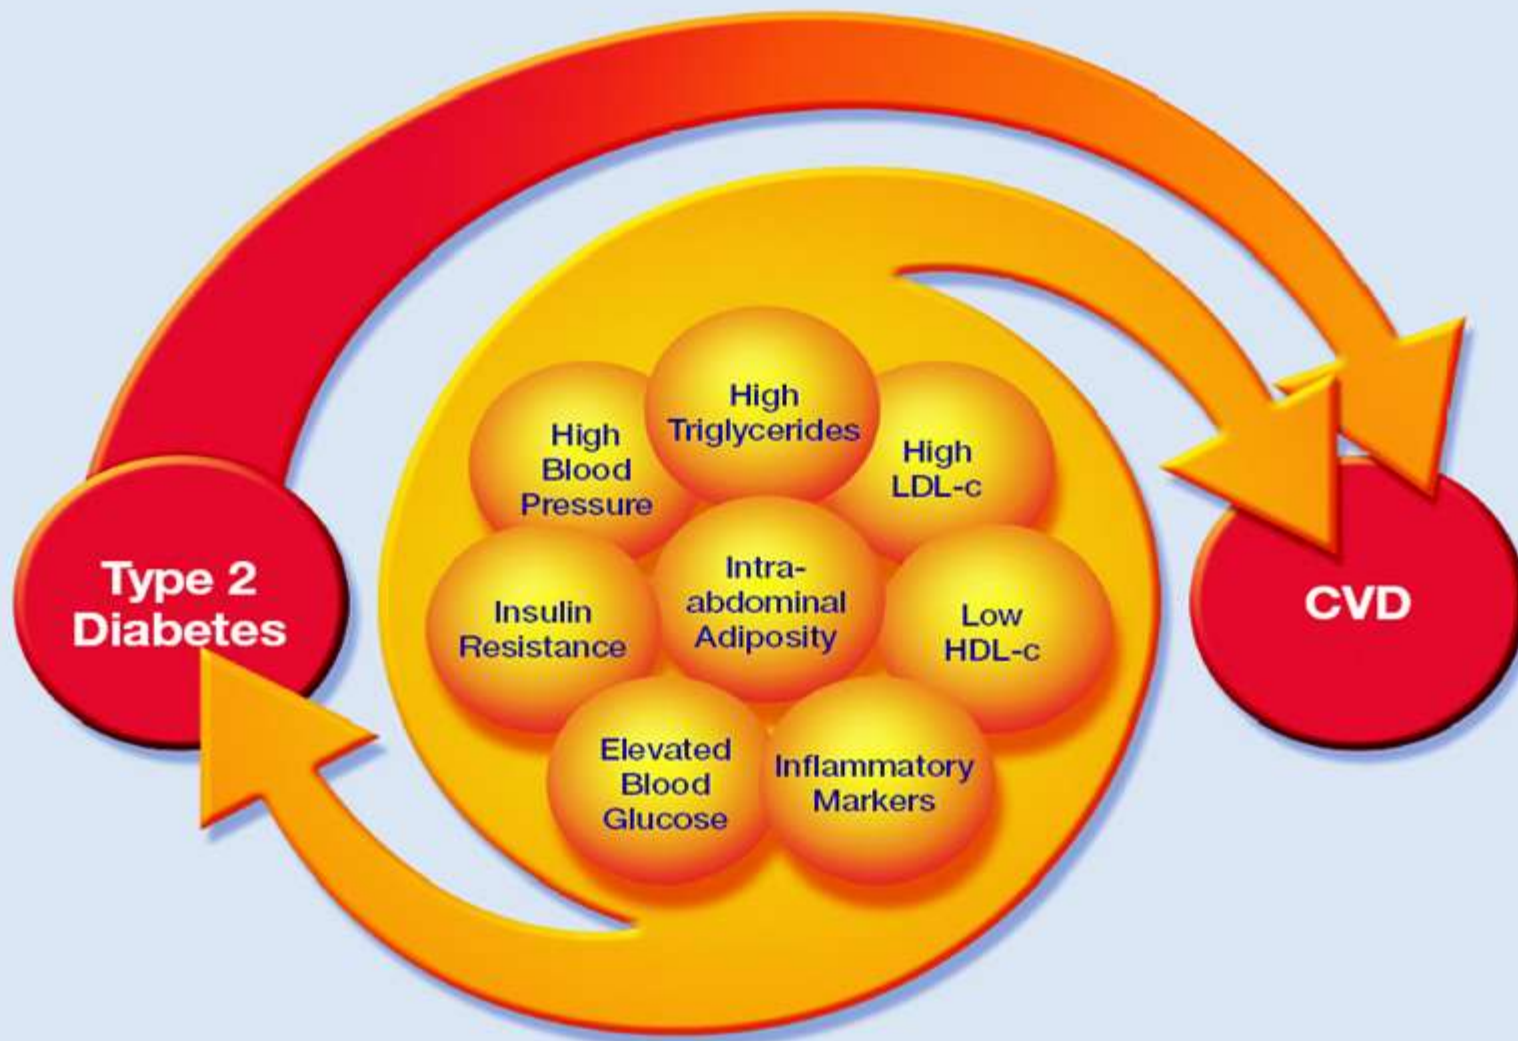 High
Triglycerides
High
Blood
Pressure
High
LDL-c
Type 2
Diabetes
Insulin
Resistance
Intra-
abdominal
Adiposity
Low
HDL-c
CVD
Elevated
Blood
Glucose
Inflammatory
Markers